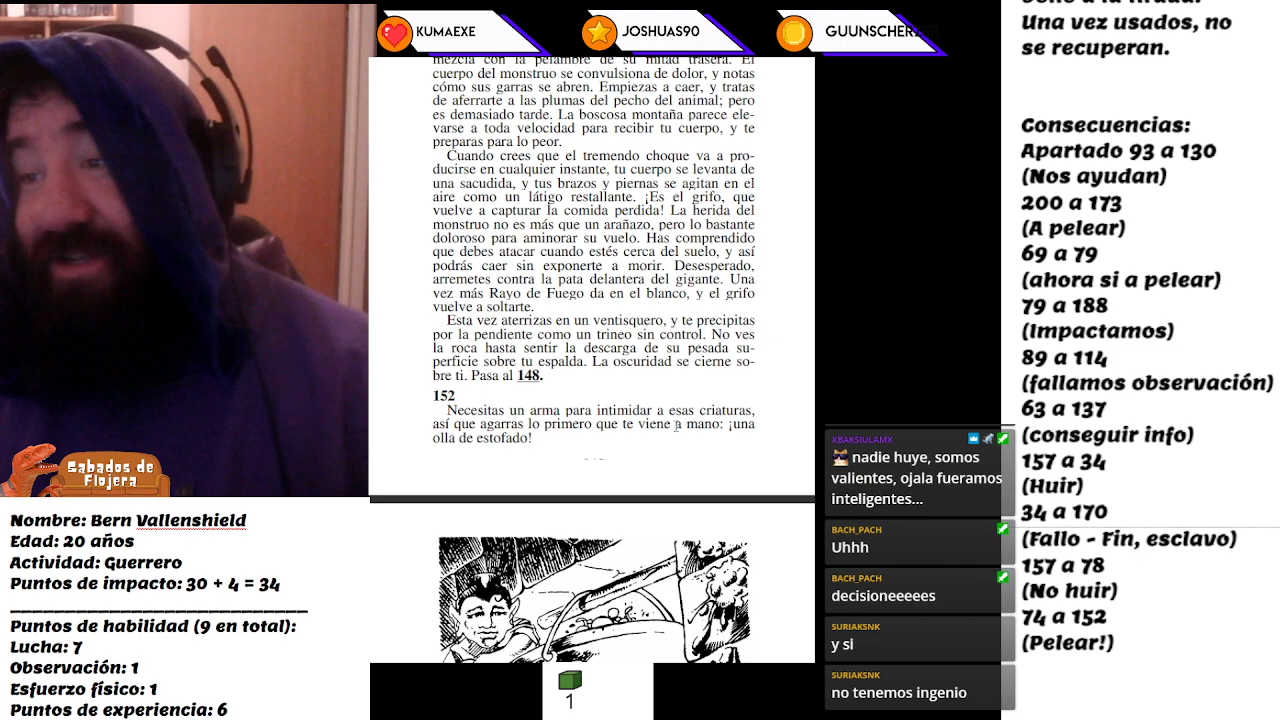 KUMAEXE
JOSHUAS90
GUUNSCHER
mezcla con la pelambre de su mitad trasera. El
cuerpo del monstruo se convulsiona de dolor, y notas
cómo sus garras se abren. Empiezas a caer, y tratas
de aferrarte a las plumas del pecho del animal; pero
es demasiado tarde. La boscosa montaña parece ele-
varse a toda velocidad para recibir tu cuerpo, y te
preparas para lo peor.
Cuando crees que el tremendo choque va a pro-
ducirse en cualquier instante, tu cuerpo se levanta de
una sacudida, y tus brazos y piernas se agitan en el
aire como un látigo restallante. ¡Es el grifo, que
vuelve a capturar la comida perdida! La herida del
monstruo no es más que un arañazo, pero lo bastante
doloroso para aminorar su vuelo. Has comprendido
que debes atacar cuando estés cerca del suelo, y así
podrás caer sin exponerte a morir. Desesperado,
arremetes contra la pata delantera del gigante. Una
vez más Rayo de Fuego da en el blanco, y el grifo
vuelve a soltarte.
Esta vez aterrizas en un ventisquero, y te precipitas
por la pendiente como un trineo sin control. No ves
la roca hasta sentir la descarga de su pesada su-
perficie sobre tu espalda. La oscuridad se cierne so-
bre ti. Pasa al 148.
152
Necesitas un arma para intimidar a esas criaturas,
así que agarras lo primero que te viene a mano: ¡una
olla de estofado!
1
Sabados de
Flojera
Nombre: Bern Vallenshield
Edad: 20 años
Actividad: Guerrero
Puntos de impacto: 30 + 4 = 34
Puntos de habilidad (9 en total):
Lucha: 7
Observación: 1
Esfuerzo físico: 1
Puntos de experiencia: 6
XBAKSIULAMX
nadie huye, somos
valientes, ojala fueramos
inteligentes...
BACH_PACH
Uhhh
BACH_PACH
decisioneeeees
SURIAKSNK
y si
SURIAKSNK
no tenemos ingenio
Una vez usados, no
se recuperan.
Consecuencias:
Apartado 93 a 130
(Nos ayudan)
200 a 173
(A pelear)
69 a 79
(ahora si a pelear)
79 a 188
(Impactamos)
89 a 114
(fallamos observación)
63 a 137
(conseguir info)
157 a 34
(Huir)
34 a 170
(Fallo - Fin, esclavo)
157 a 78
(No huir)
74 a 152
(Pelear!)